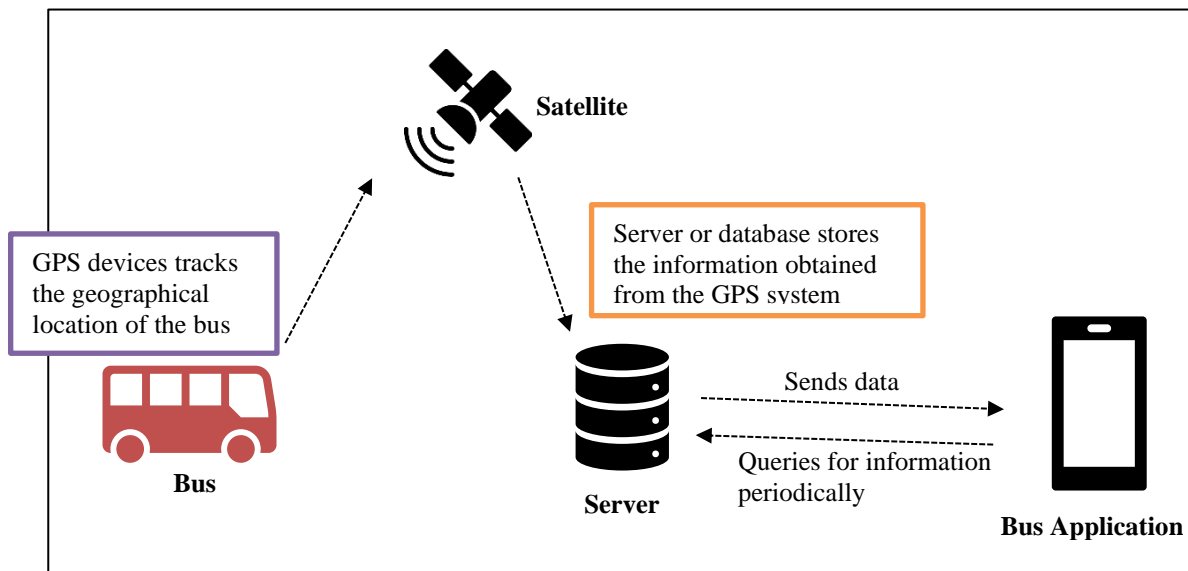 Satellite
GPS devices tracks
the geographical
location of the bus
Server or database stores
the information obtained
from the GPS system
Sends data
Queries for information
periodically
Bus
Server
Bus Application